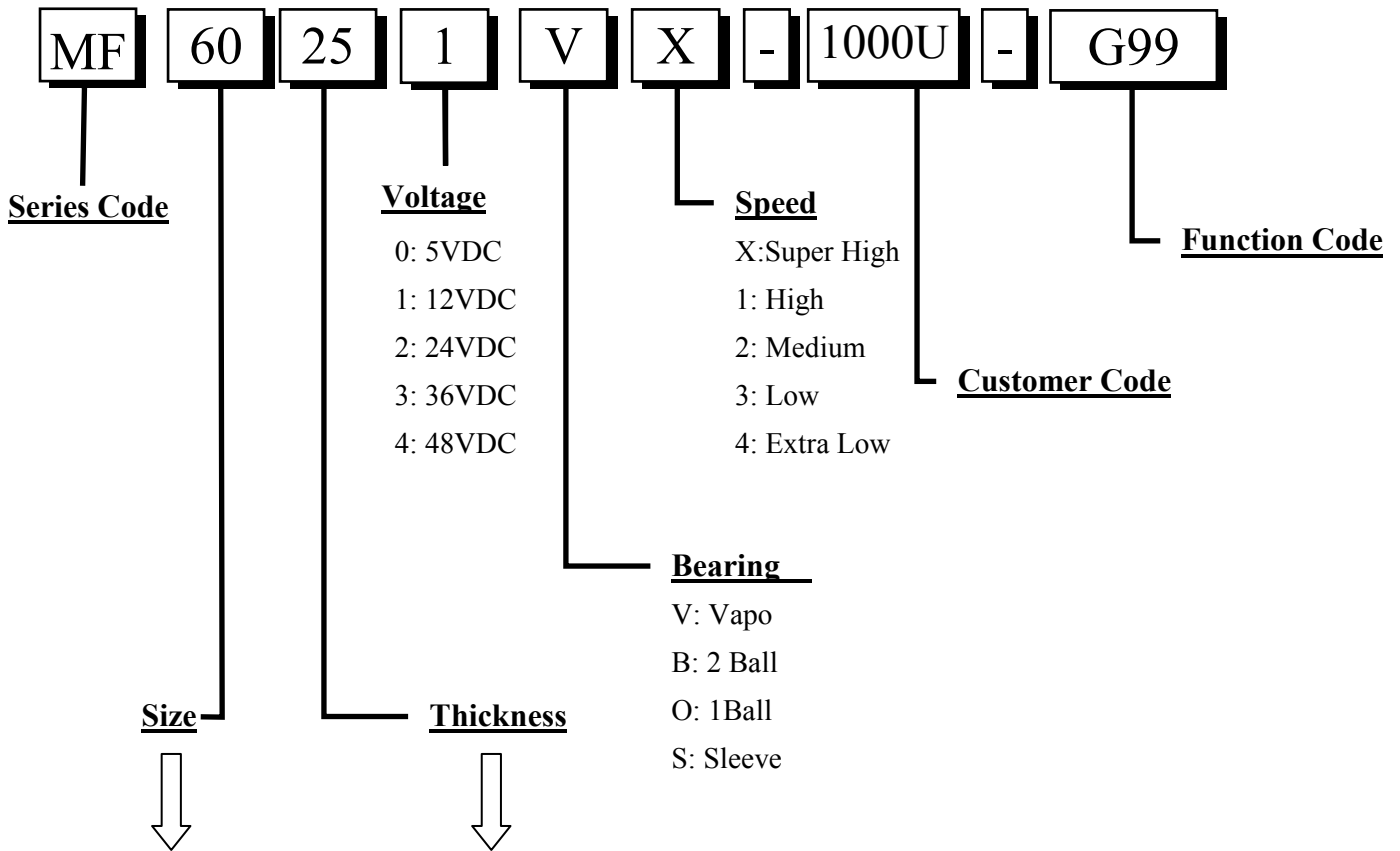 MF 60 25 1 V X - 1000U - G99
Series Code
Voltage
0: 5VDC
1: 12VDC
2: 24VDC
3: 36VDC
4: 48VDC
Speed
X:Super High
1: High
2: Medium
3: Low
4: Extra Low
Function Code
Customer Code
Bearing
V: Vapo
B: 2 Ball
O: 1Ball
S: Sleeve
Size
Thickness